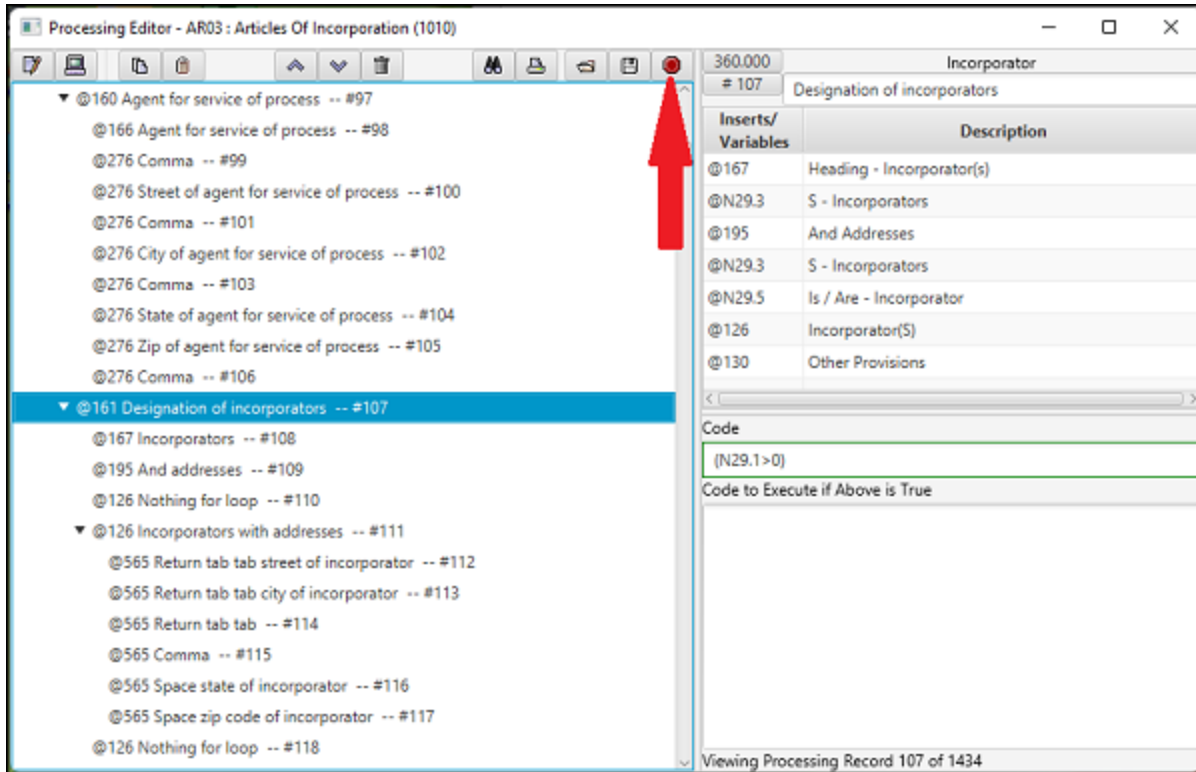 Processing Editor - AR03 : Articles Of Incorporation (1010)
@160 Agent for service of process -- #97
@166 Agent for service of process -- #98
@276 Comma -- #99
@276 Street of agent for service of process -- #100
@276 Comma -- #101
@276 City of agent for service of process -- #102
@276 Comma -- #103
@276 State of agent for service of process -- #104
@276 Zip of agent for service of process -- #105
@276 Comma -- #106
@161 Designation of incorporators -- #107
@167 Incorporators -- #108
@195 And addresses -- #109
@126 Nothing for loop -- #110
@126 Incorporators with addresses -- #111
@565 Return tab tab street of incorporator -- #112
@565 Return tab tab city of incorporator -- #113
@565 Return tab tab -- #114
@565 Comma -- #115
@565 Space state of incorporator -- #116
@565 Space zip code of incorporator -- #117
@126 Nothing for loop -- #118
360.000 Incorporator
# 107 Designation of incorporators
Inserts/ Variables Description
@167 Heading - Incorporator(s)
@N29.3 S - Incorporators
@195 And Addresses
@N29.3 S - Incorporators
@N29.5 Is / Are - Incorporator
@126 Incorporator(S)
@130 Other Provisions
Code
(N29.1>0)
Code to Execute if Above is True
Viewing Processing Record 107 of 1434